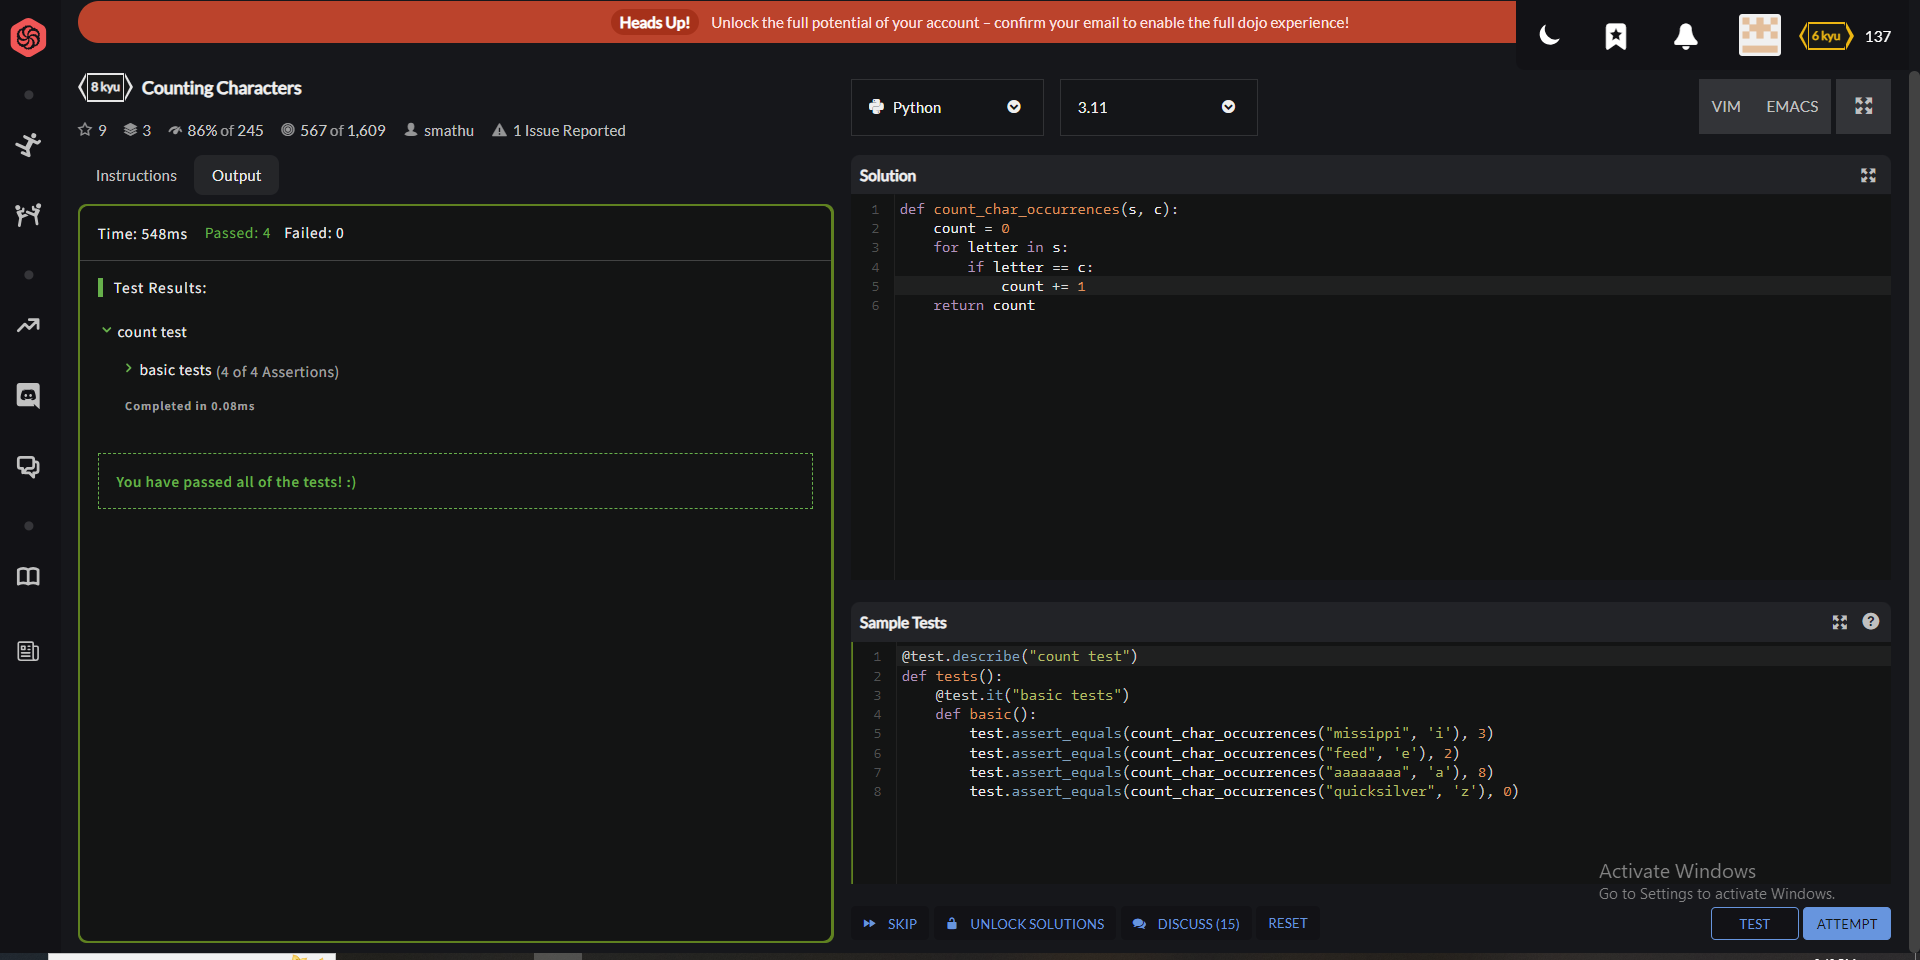 Heads Up! Unlock the full potential of your account – confirm your email to enable the full dojo experience!
6 kyu 137
8 kyu Counting Characters
9 3 86% of 245 567 of 1,609 smathu 1 Issue Reported
Instructions Output
Time: 548ms Passed: 4 Failed: 0
Test Results:
count test
basic tests (4 of 4 Assertions)
Completed in 0.08ms
You have passed all of the tests! :)
Python 3.11 VIM EMACS
Solution
1 def count_char_occurrences(s, c):
2     count = 0
3     for letter in s:
4         if letter == c:
5             count += 1
6     return count
Sample Tests
1 @test.describe("count test")
2 def tests():
3     @test.it("basic tests")
4     def basic():
5         test.assert_equals(count_char_occurrences("missippi", 'i'), 3)
6         test.assert_equals(count_char_occurrences("feed", 'e'), 2)
7         test.assert_equals(count_char_occurrences("aaaaaaaa", 'a'), 8)
8         test.assert_equals(count_char_occurrences("quicksilver", 'z'), 0)
Activate Windows
Go to Settings to activate Windows.
SKIP UNLOCK SOLUTIONS DISCUSS (15) RESET TEST ATTEMPT